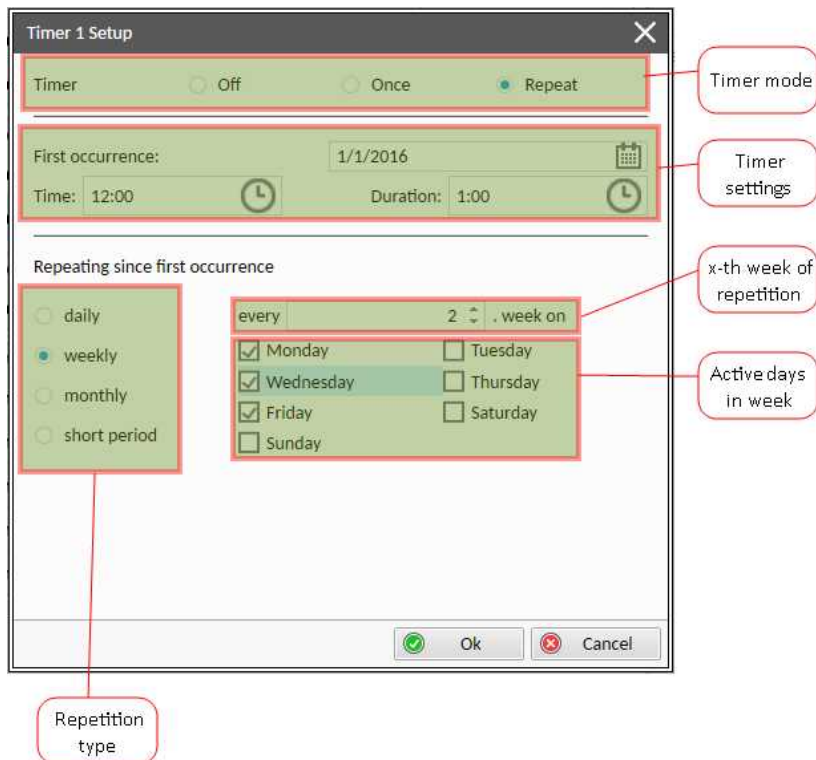 Timer 1 Setup
Timer Off Once Repeat
Timer mode
First occurrence: 1/1/2016
Time: 12:00 Duration: 1:00
Timer
settings
Repeating since first occurrence
x-th week of
repetition
daily
weekly
monthly
short period
every 2 . week on
Monday Tuesday
Wednesday Thursday
Friday Saturday
Sunday
Active days
in week
Ok Cancel
Repetition
type